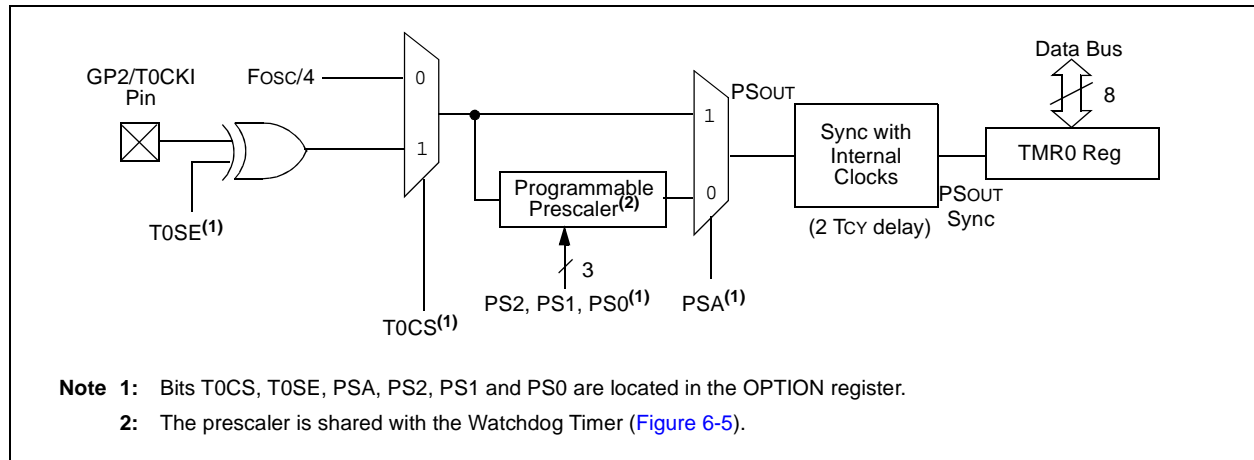 Data Bus
GP2/T0CKI
Pin
FOSC/4
0
1
T0SE(1)
T0CS(1)
Programmable
Prescaler(2)
3
PS2, PS1, PS0(1)
1
0
PSA(1)
PSOUT
Sync with
Internal
Clocks
(2 TCY delay)
PSOUT
Sync
8
TMR0 Reg
Note 1: Bits T0CS, T0SE, PSA, PS2, PS1 and PS0 are located in the OPTION register.
2: The prescaler is shared with the Watchdog Timer (Figure 6-5).